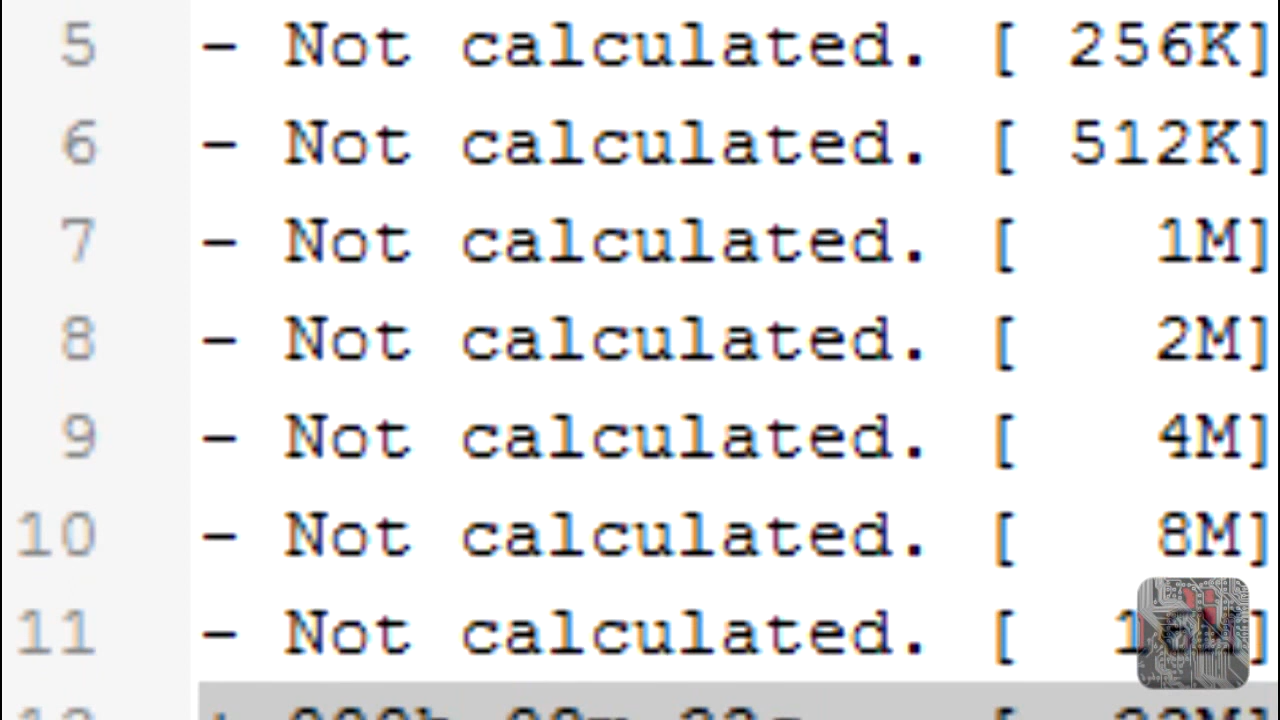 5 - Not calculated. [ 256K]
6 - Not calculated. [ 512K]
7 - Not calculated. [   1M]
8 - Not calculated. [   2M]
9 - Not calculated. [   4M]
10 - Not calculated. [   8M]
11 - Not calculated. [